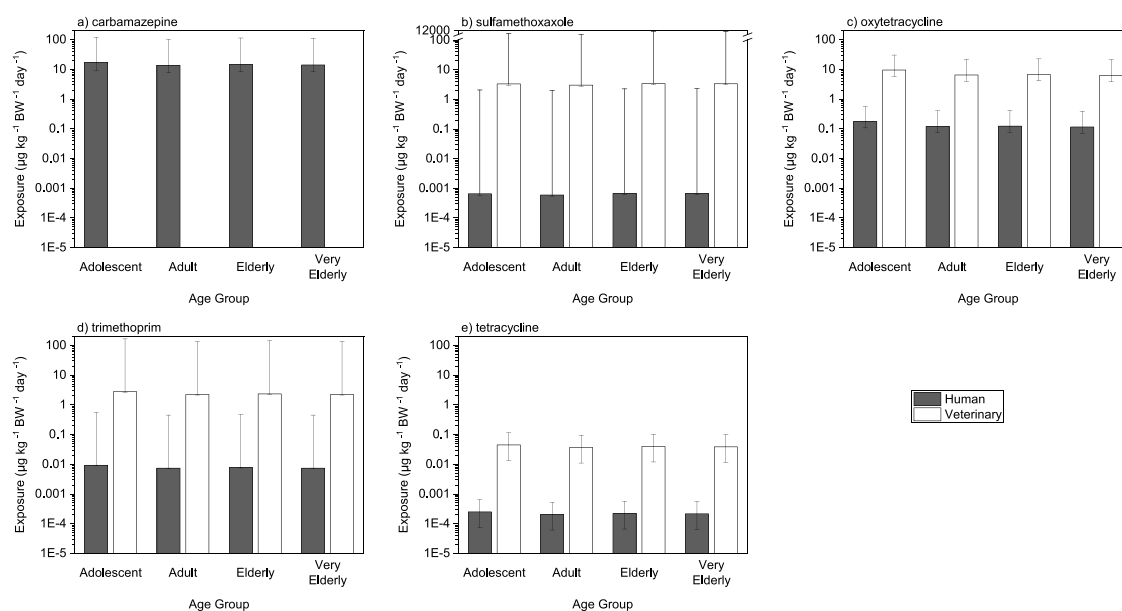 a) carbamazepine
100
10
1
0.1
0.01
0.001
1E-4
1E-5
Exposure (µg kg⁻¹ BW⁻¹ day⁻¹)
Adolescent
Adult
Elderly
Very
Elderly
Age Group
b) sulfamethoxaxole
12000
100
10
1
0.1
0.01
0.001
1E-4
1E-5
Exposure (µg kg⁻¹ BW⁻¹ day⁻¹)
Adolescent
Adult
Elderly
Very
Elderly
Age Group
c) oxytetracycline
100
10
1
0.1
0.01
0.001
1E-4
1E-5
Exposure (µg kg⁻¹ BW⁻¹ day⁻¹)
Adolescent
Adult
Elderly
Very
Elderly
Age Group
d) trimethoprim
100
10
1
0.1
0.01
0.001
1E-4
1E-5
Exposure (µg kg⁻¹ BW⁻¹ day⁻¹)
Adolescent
Adult
Elderly
Very
Elderly
Age Group
e) tetracycline
100
10
1
0.1
0.01
0.001
1E-4
1E-5
Exposure (µg kg⁻¹ BW⁻¹ day⁻¹)
Adolescent
Adult
Elderly
Very
Elderly
Age Group
Human
Veterinary